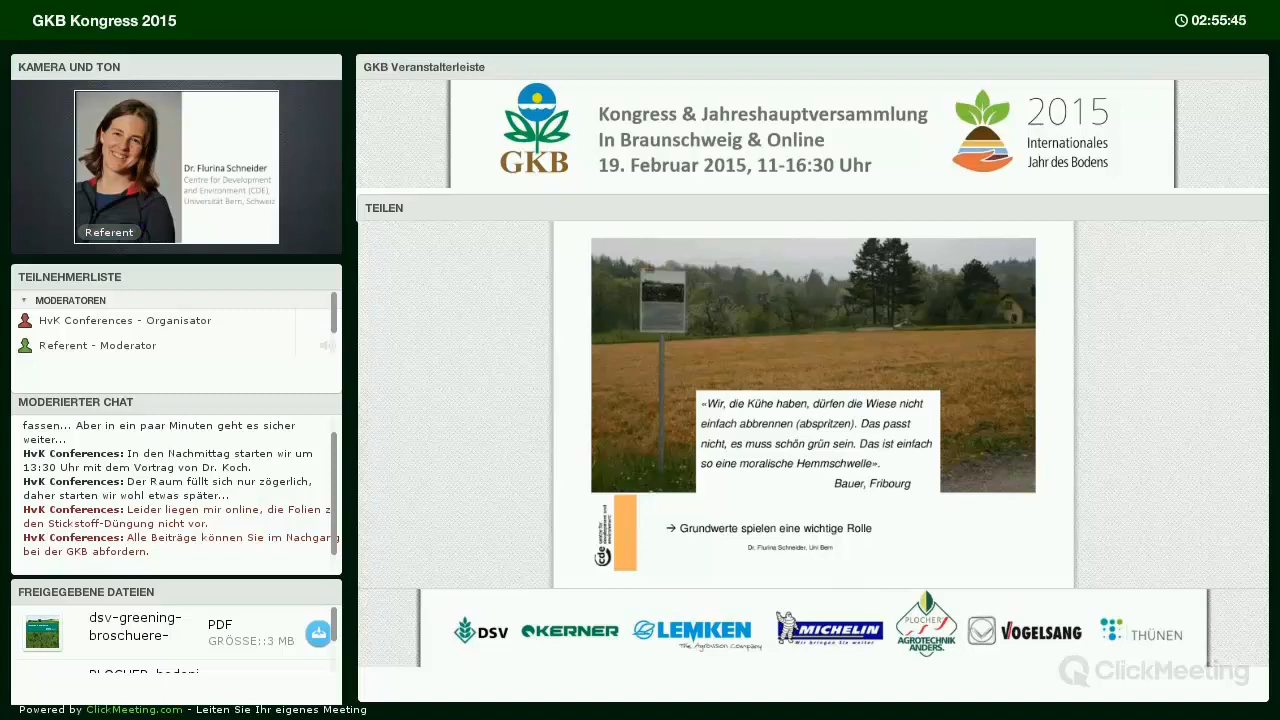 GKB Kongress 2015
02:55:45
KAMERA UND TON
Dr. Flurina Schneider
Centre for Development
and Environment (CDE),
Universität Bern, Schweiz
Referent
TEILNEHMERLISTE
MODERATOREN
HvK Conferences - Organisator
Referent - Moderator
MODERIERTER CHAT
fassen... Aber in ein paar Minuten geht es sicher
weiter...
HvK Conferences: In den Nachmittag starten wir um
13:30 Uhr mit dem Vortrag von Dr. Koch.
HvK Conferences: Der Raum füllt sich nur zögerlich,
daher starten wir wohl etwas später...
HvK Conferences: Leider liegen mir online, die Folien z
den Stickstoff-Düngung nicht vor.
HvK Conferences: Alle Beiträge können Sie im Nachgang
bei der GKB abfordern.
FREIGEGEBENE DATEIEN
dsv-greening-
broschuere-
PDF
GRÖSSE::3 MB
Powered by ClickMeeting.com - Leiten Sie Ihr eigenes Meeting
GKB Veranstalterleiste
GKB
Kongress & Jahreshauptversammlung
In Braunschweig & Online
19. Februar 2015, 11-16:30 Uhr
2015
Internationales
Jahr des Bodens
TEILEN
«Wir, die Kühe haben, dürfen die Wiese nicht
einfach abbrennen (abspritzen). Das passt
nicht, es muss schön grün sein. Das ist einfach
so eine moralische Hemmschwelle».
Bauer, Fribourg
cde
→ Grundwerte spielen eine wichtige Rolle
Dr. Flurina Schneider, Uni Bern
DSV
KERNER
LEMKEN
The Agrovision Company
MICHELIN
Wir bringen Sie weiter
PLOCHER
AGROTECHNIK
ANDERS.
VOGELSANG
THÜNEN
ClickMeeting